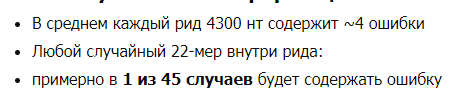 • В среднем каждый рид 4300 нт содержит ~4 ошибки
• Любой случайный 22-мер внутри рида:
• примерно в 1 из 45 случаев будет содержать ошибку